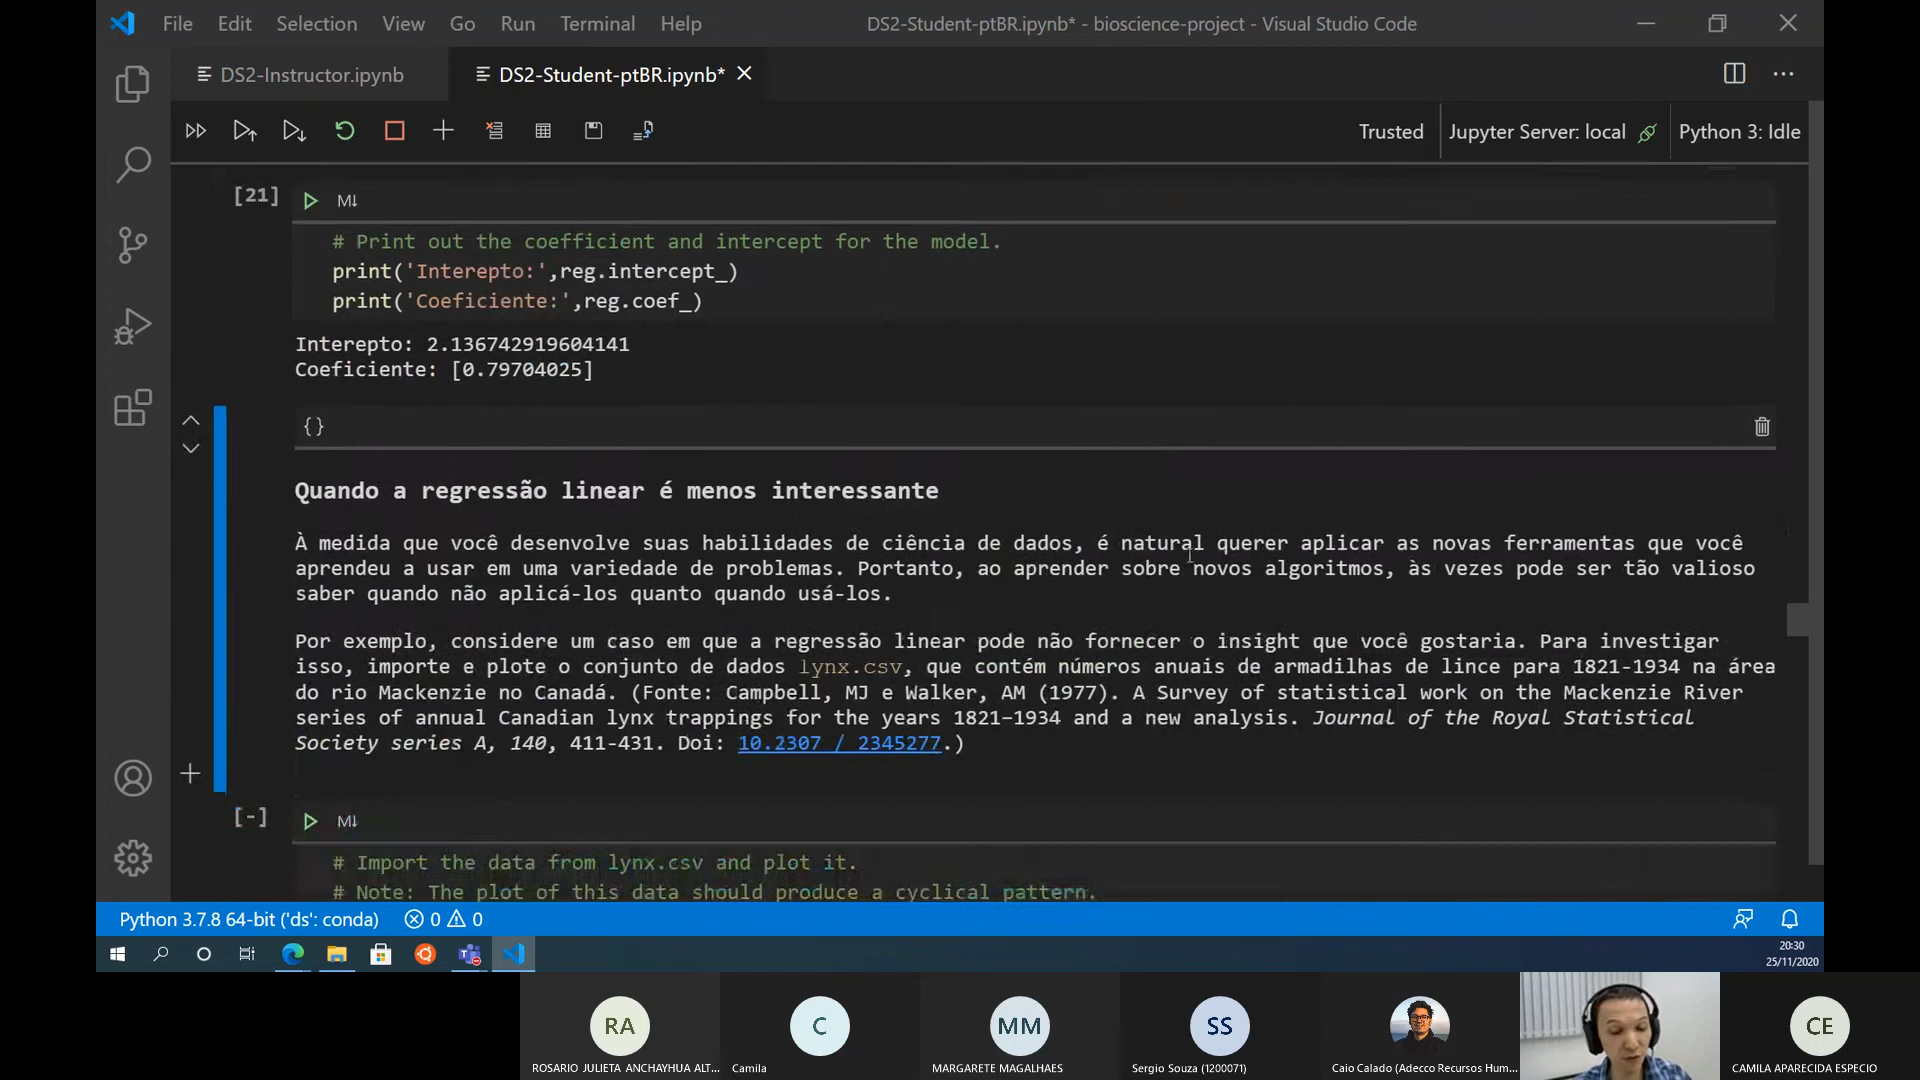 File Edit Selection View Go Run Terminal Help DS2-Student-ptBR.ipynb* - bioscience-project - Visual Studio Code
DS2-Instructor.ipynb DS2-Student-ptBR.ipynb*
Trusted Jupyter Server: local Python 3: Idle
[21] M↓
# Print out the coefficient and intercept for the model.
print('Interepto:',reg.intercept_)
print('Coeficiente:',reg.coef_)
Interepto: 2.136742919604141
Coeficiente: [0.79704025]
{}
Quando a regressão linear é menos interessante
À medida que você desenvolve suas habilidades de ciência de dados, é natural querer aplicar as novas ferramentas que você
aprendeu a usar em uma variedade de problemas. Portanto, ao aprender sobre novos algoritmos, às vezes pode ser tão valioso
saber quando não aplicá-los quanto quando usá-los.
Por exemplo, considere um caso em que a regressão linear pode não fornecer o insight que você gostaria. Para investigar
isso, importe e plote o conjunto de dados lynx.csv, que contém números anuais de armadilhas de lince para 1821-1934 na área
do rio Mackenzie no Canadá. (Fonte: Campbell, MJ e Walker, AM (1977). A Survey of statistical work on the Mackenzie River
series of annual Canadian lynx trappings for the years 1821–1934 and a new analysis. Journal of the Royal Statistical
Society series A, 140, 411-431. Doi: 10.2307 / 2345277.)
[-] M↓
# Import the data from lynx.csv and plot it.
# Note: The plot of this data should produce a cyclical pattern.
Python 3.7.8 64-bit ('ds': conda) 0 0
20:30
25/11/2020
RA C MM SS CE
ROSARIO JULIETA ANCHAYHUA ALT... Camila MARGARETE MAGALHAES Sergio Souza (1200071) Caio Calado (Adecco Recursos Hum... CAMILA APARECIDA ESPECIO